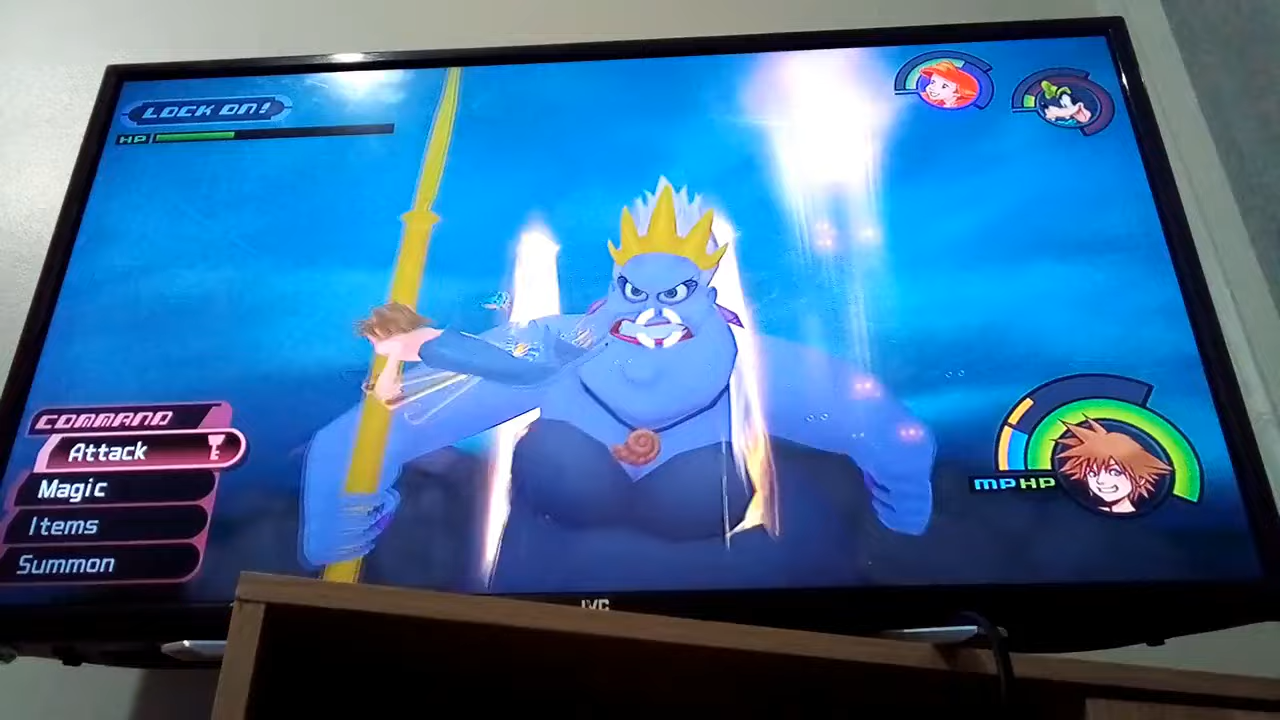 LOCK ON!
HP
COMMAND
Attack
Magic
Items
Summon
MP HP
JVC